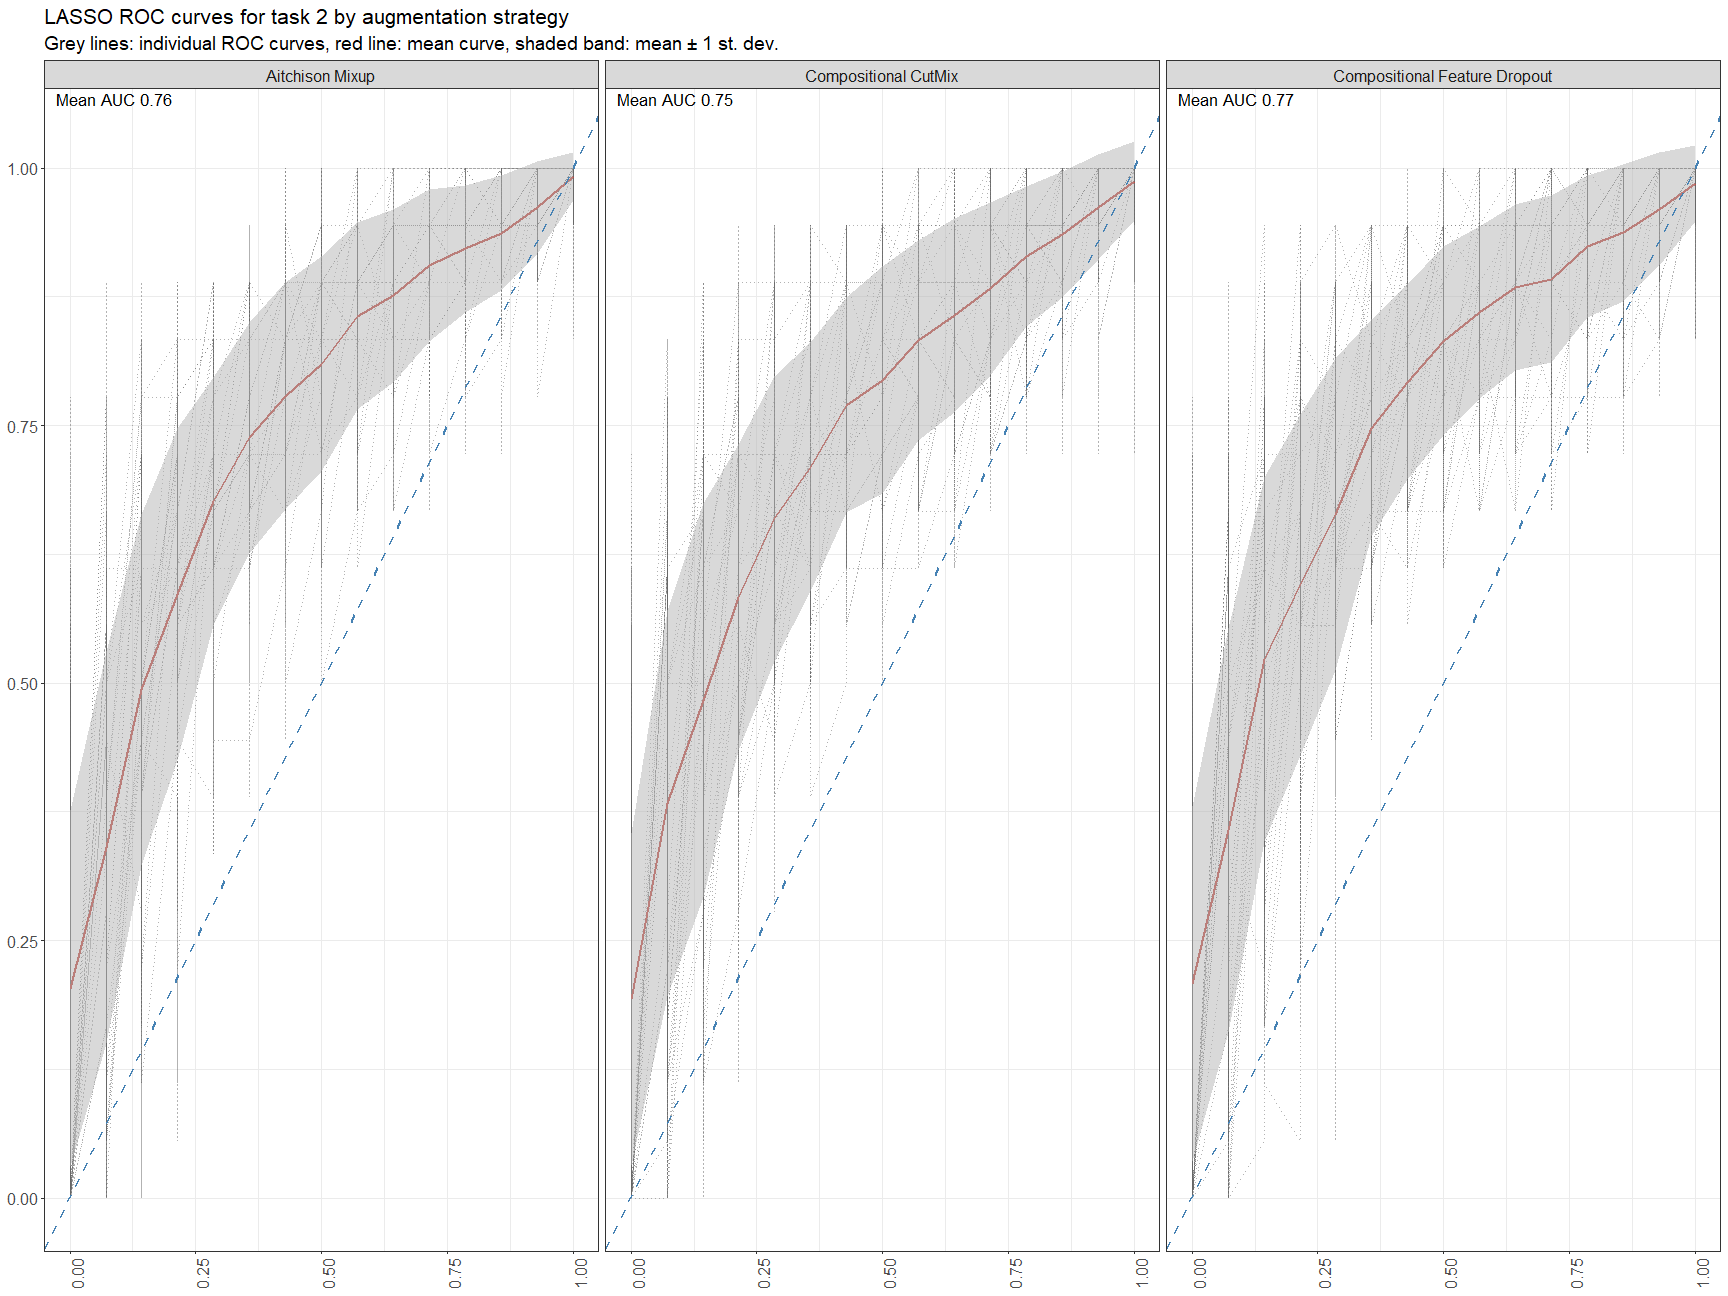 LASSO ROC curves for task 2 by augmentation strategy
Grey lines: individual ROC curves, red line: mean curve, shaded band: mean ± 1 st. dev.
Aitchison Mixup
Compositional CutMix
Compositional Feature Dropout
Mean AUC 0.76
Mean AUC 0.75
Mean AUC 0.77
1.00
0.75
0.50
0.25
0.00
0.00
0.25
0.50
0.75
1.00
0.00
0.25
0.50
0.75
1.00
0.00
0.25
0.50
0.75
1.00